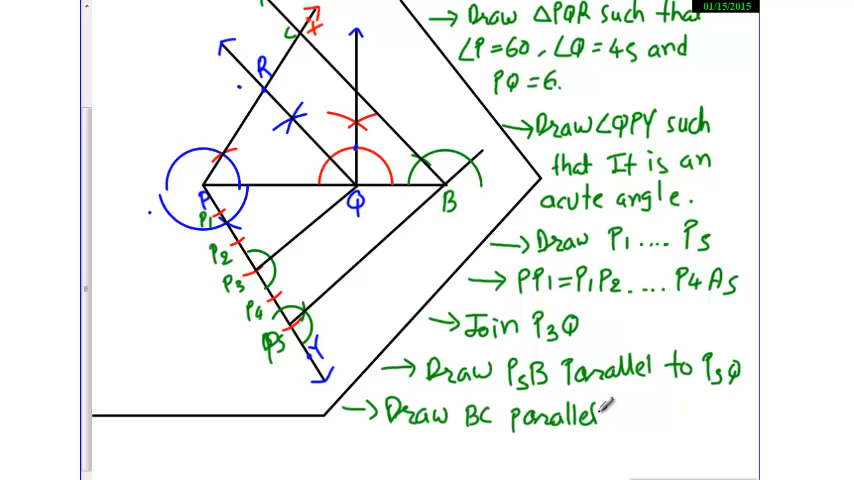 01/15/2015
→ Draw △PQR such that
∠P=60, ∠Q=45 and
PQ=6.
→ Draw ∠QPY such
that It is an
acute angle.
→ Draw P1 .... P5
→ PP1=P1P2 .... P4A5
→ Join P3Q
→ Draw P5B parallel to P3Q
→ Draw BC parallel
C
X
R
P
Q
B
P1
P2
P3
P4
P5
Y